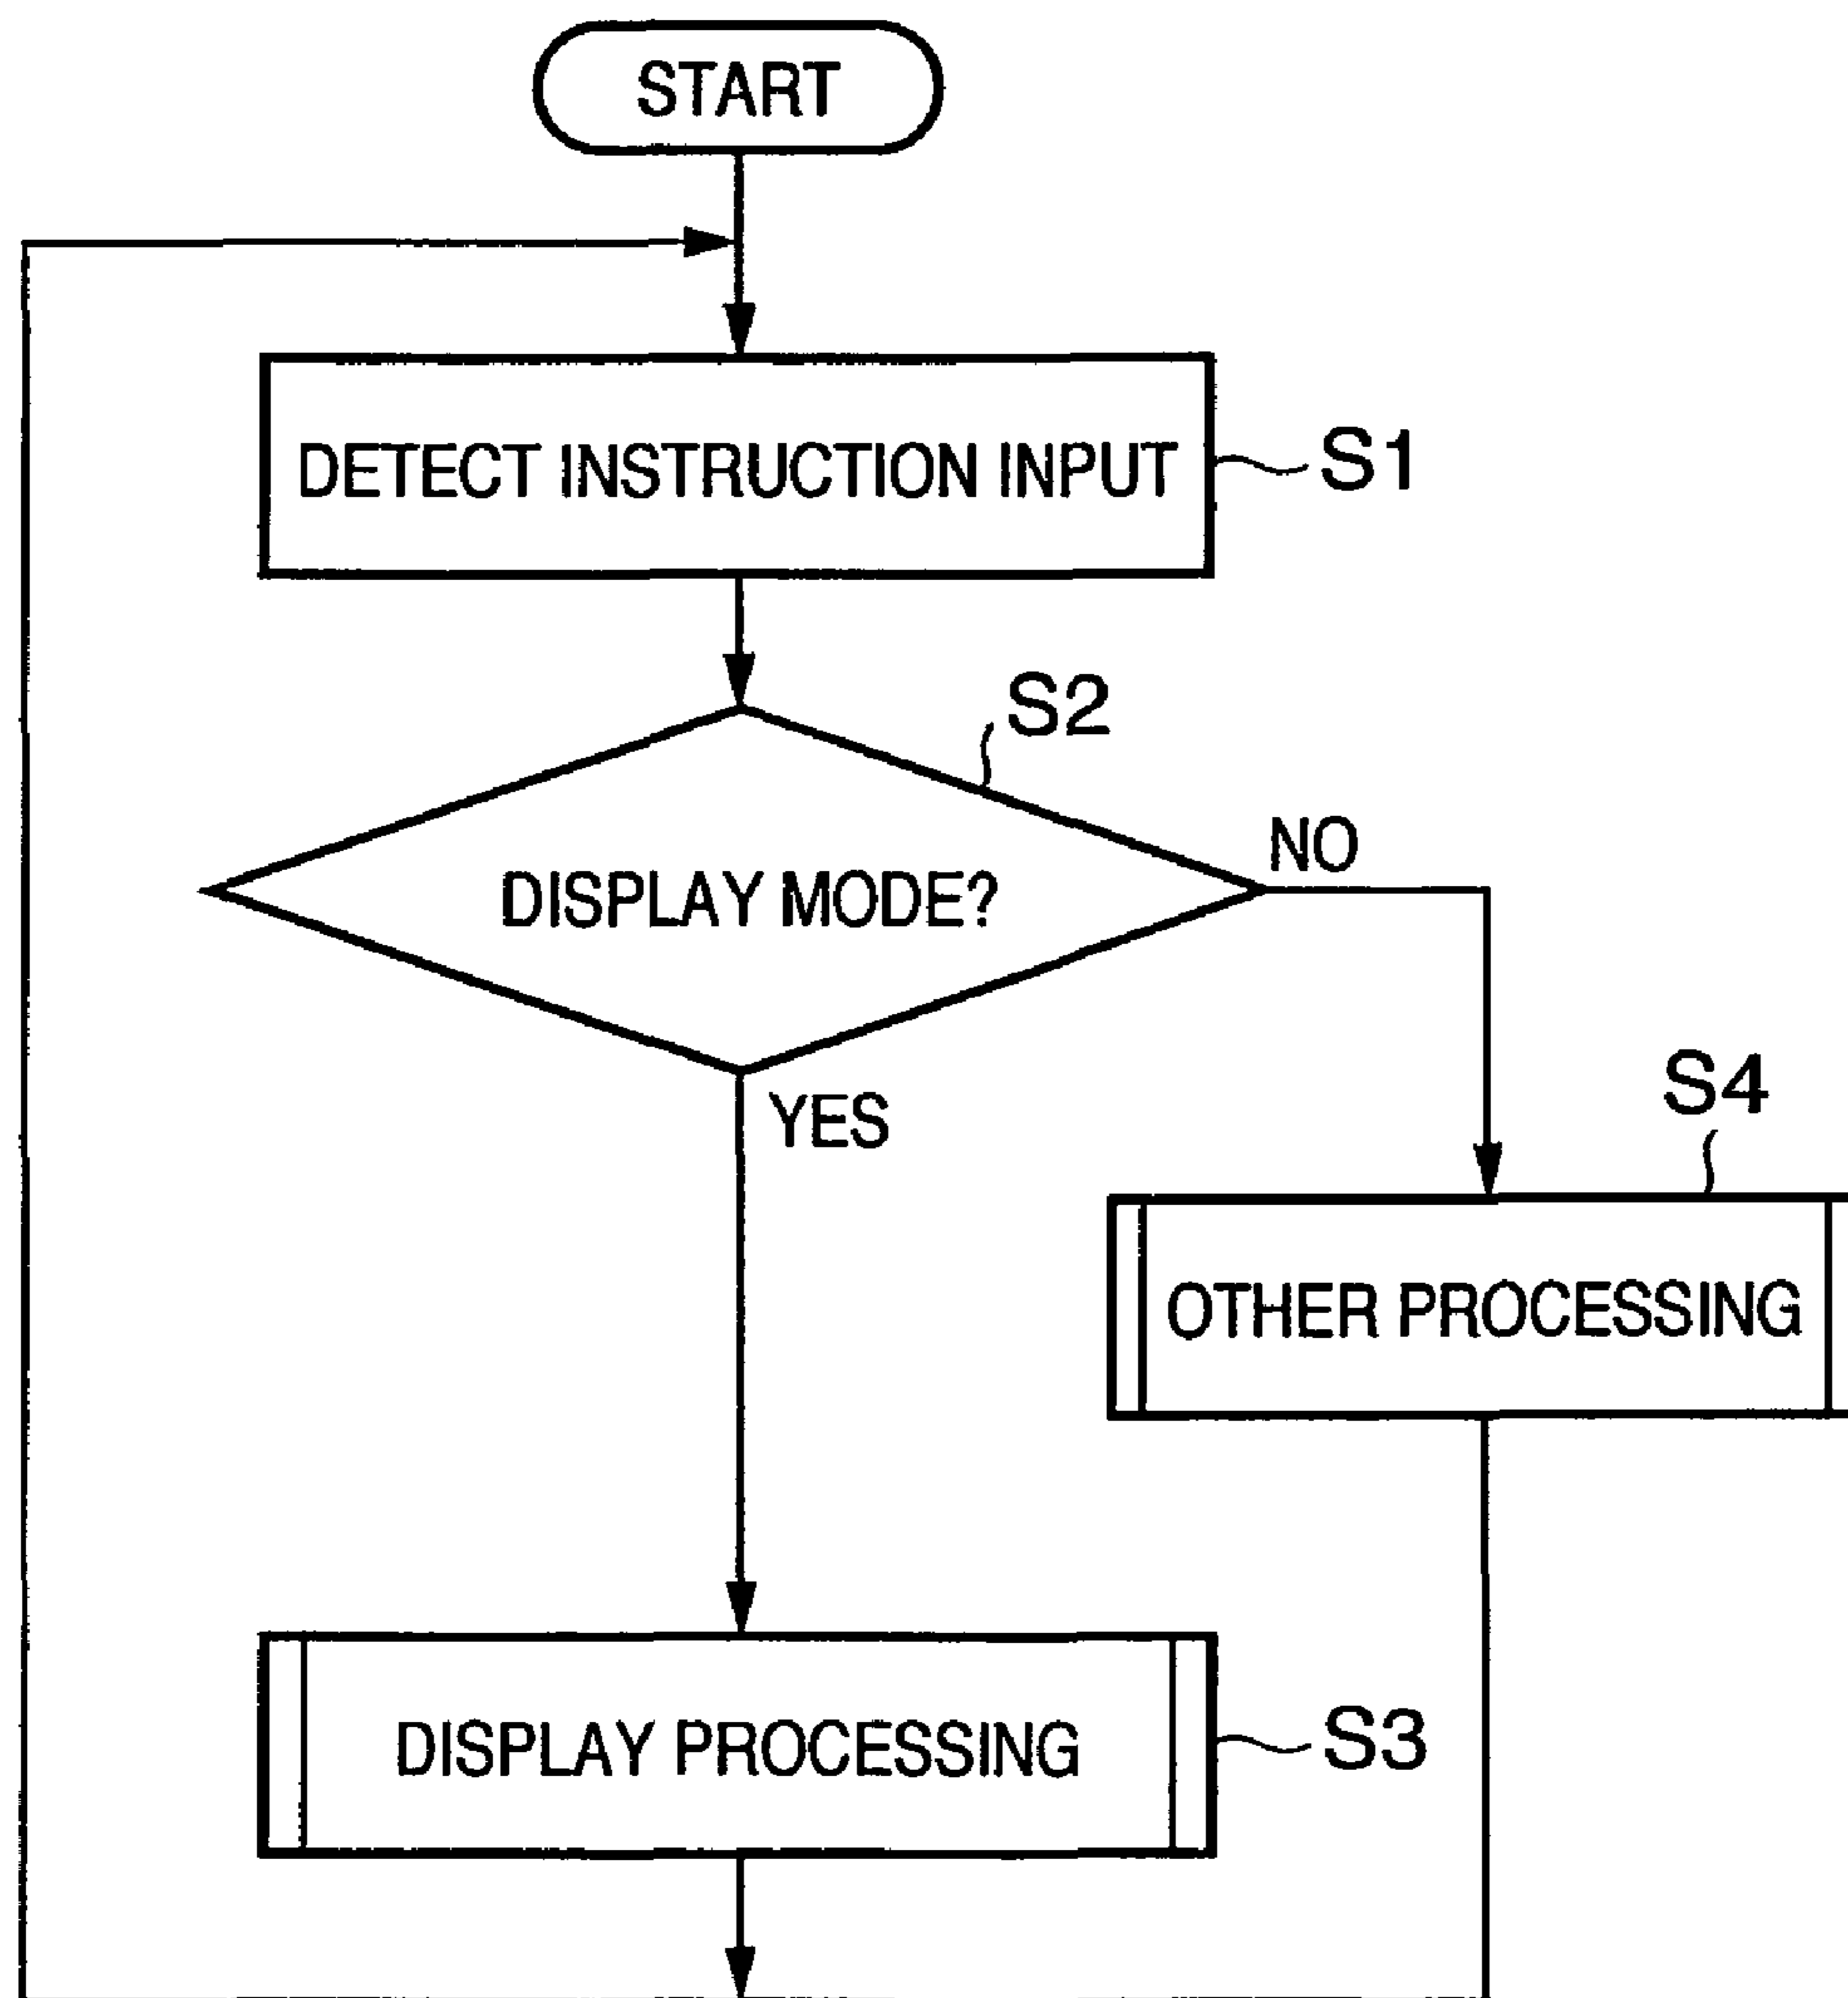 START
DETECT INSTRUCTION INPUT
S1
S2
DISPLAY MODE?
NO
YES
S4
OTHER PROCESSING
DISPLAY PROCESSING
S3